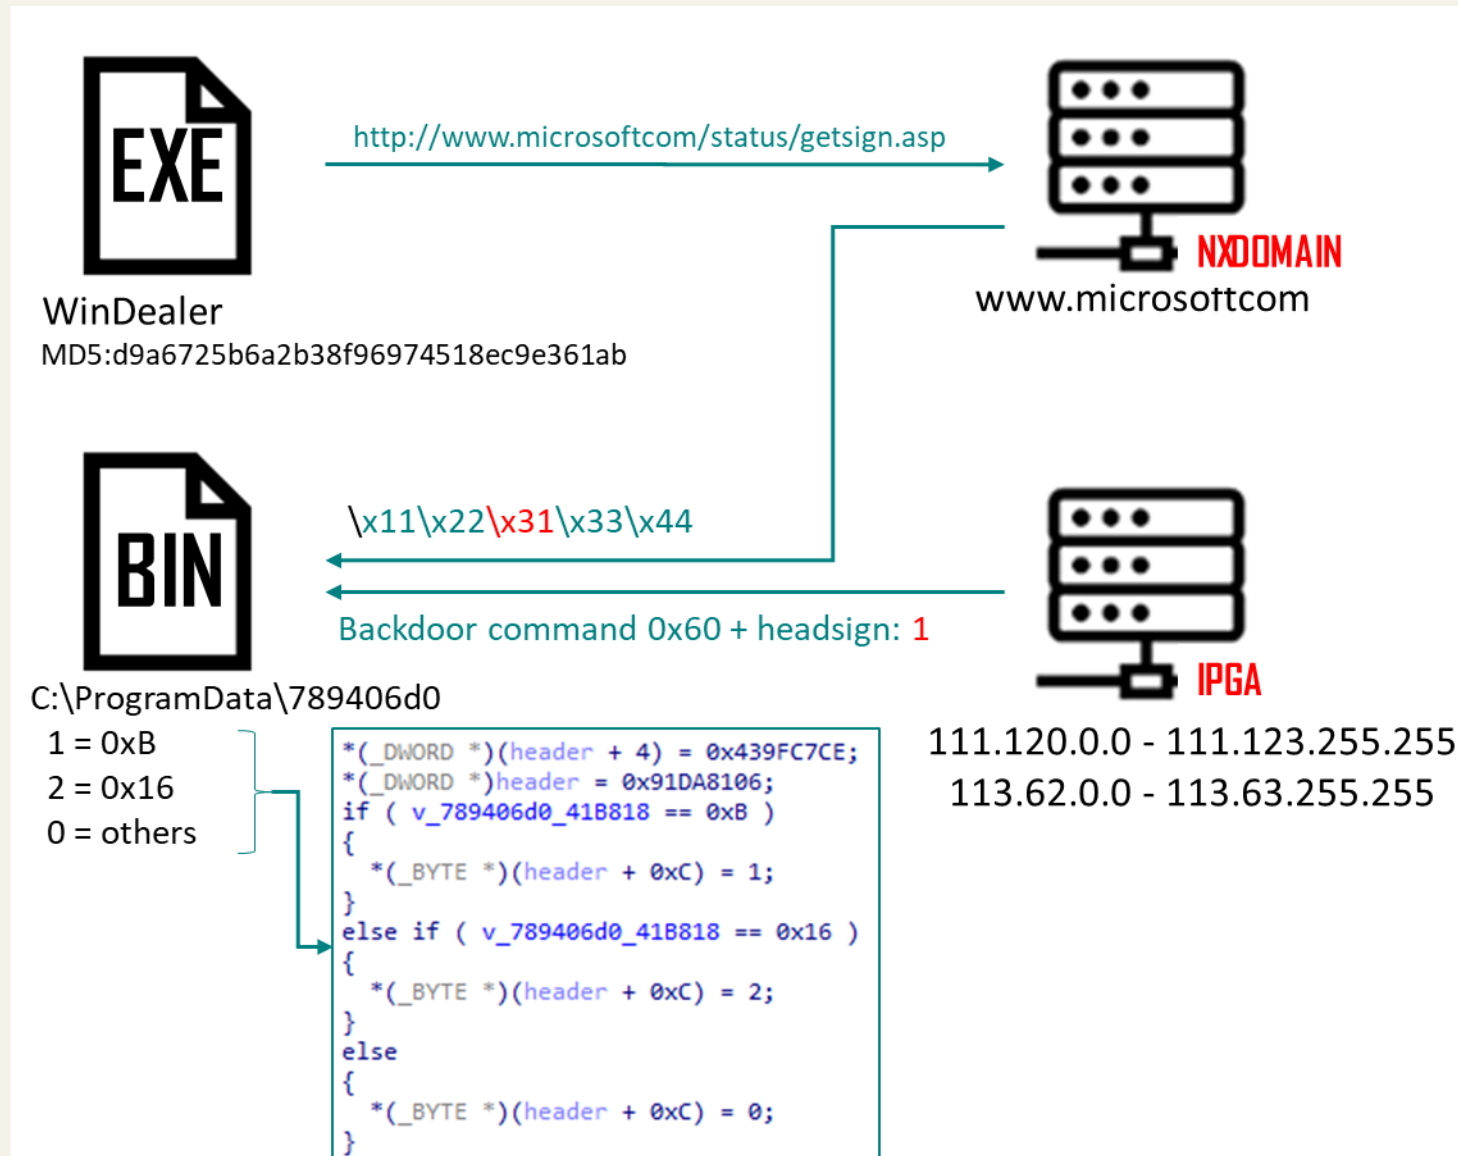 EXE
http://www.microsoftcom/status/getsign.asp
NXDOMAIN
www.microsottcom
WinDealer
MD5:d9a6725b6a2b38f96974518ec9e361ab
BIN
\x11\x22\x31\x33\x44
Backdoor command 0x60 + headsign: 1
IPGA
111.120.0.0 - 111.123.255.255
113.62.0.0 - 113.63.255.255
C:\ProgramData\789406d0
1 = 0xB
2 = 0x16
0 = others
*(_DWORD *)(header + 4) = 0x439FC7CE;
*(_DWORD *)header = 0x91DA8106;
if ( v_789406d0_41B818 == 0xB )
{
*(_BYTE *)(header + 0xC) = 1;
}
else if ( v_789406d0_41B818 == 0x16 )
{
*(_BYTE *)(header + 0xC) = 2;
}
else
{
*(_BYTE *)(header + 0xC) = 0;
}